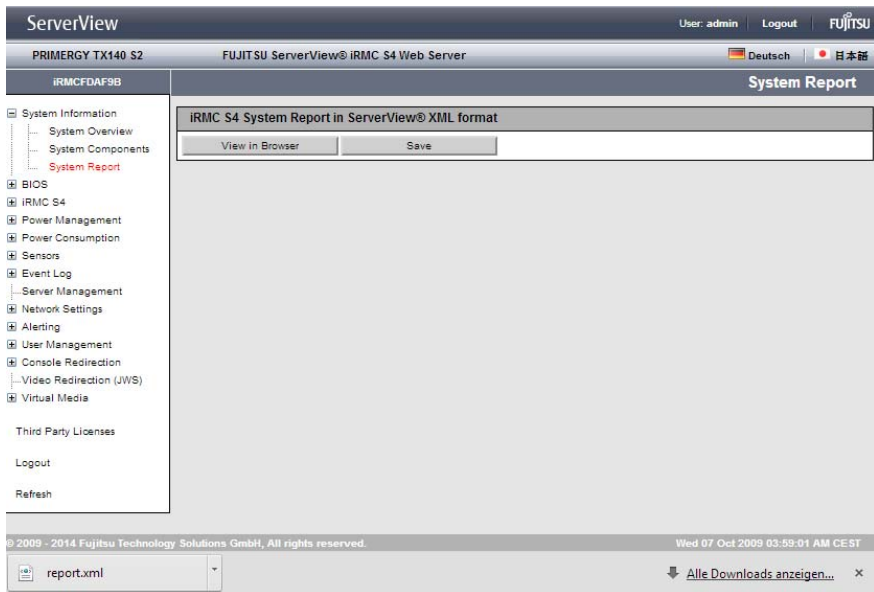 ServerView
User: admin Logout FUJITSU
PRIMERGY TX140 S2 FUJITSU ServerView® iRMC S4 Web Server Deutsch 日本語
iRMCFDAF9B System Report
System Information
System Overview
System Components
System Report
BIOS
iRMC S4
Power Management
Power Consumption
Sensors
Event Log
Server Management
Network Settings
Alerting
User Management
Console Redirection
Video Redirection (JWS)
Virtual Media
Third Party Licenses
Logout
Refresh
iRMC S4 System Report in ServerView® XML format
View in Browser Save
© 2009 - 2014 Fujitsu Technology Solutions GmbH, All rights reserved. Wed 07 Oct 2009 03:59:01 AM CEST
report.xml Alle Downloads anzeigen...